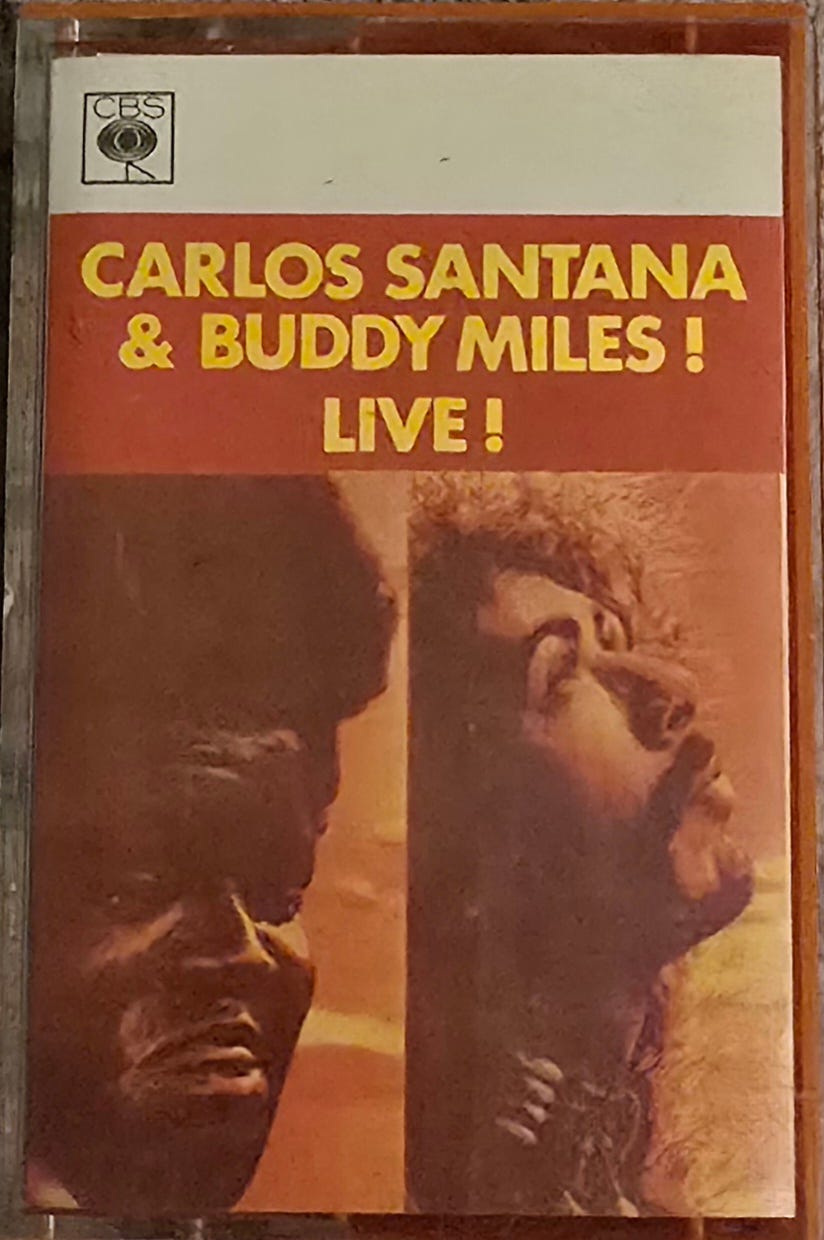 CBS
CARLOS SANTANA
& BUDDY MILES !
LIVE !